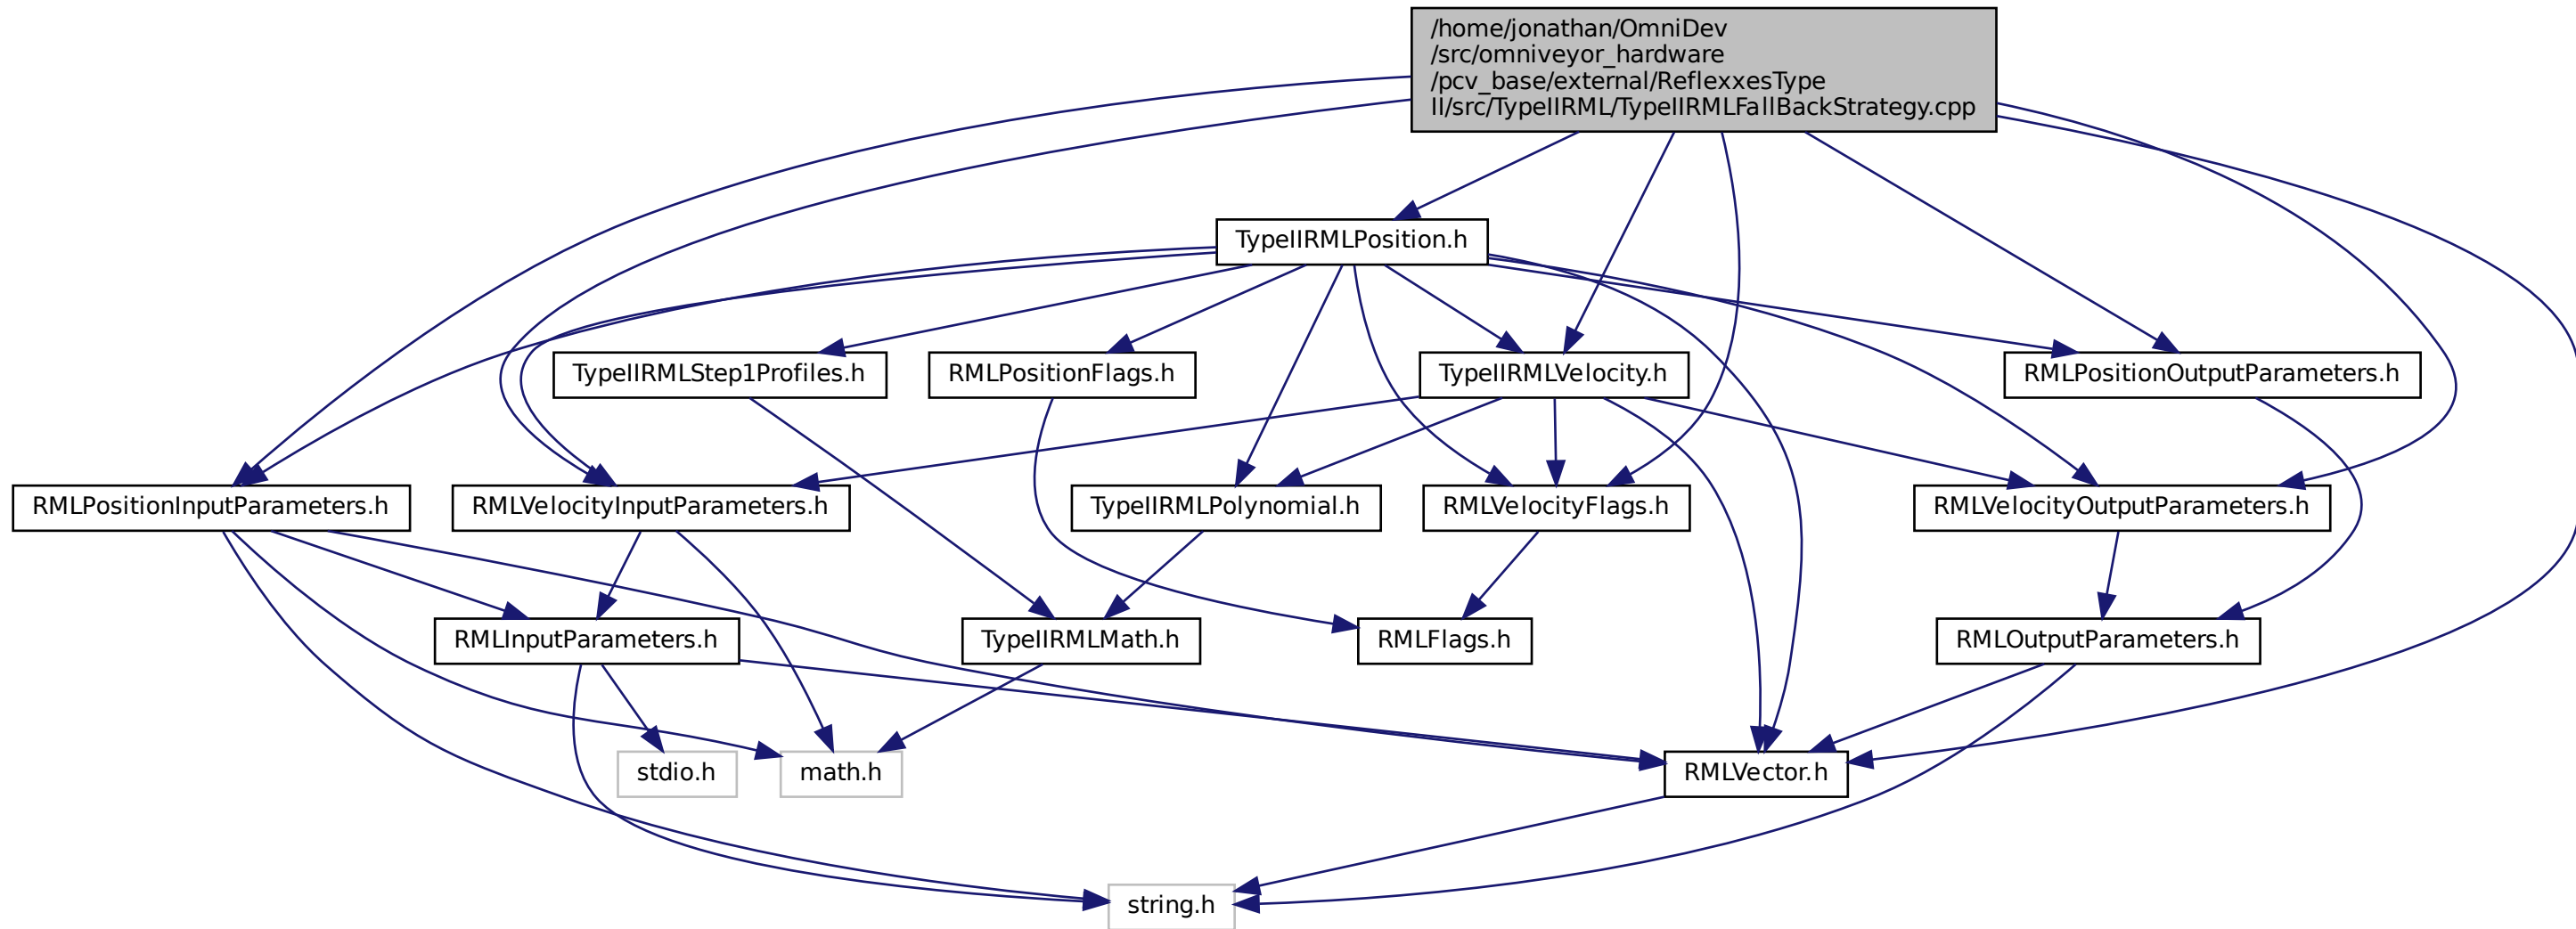 /home/jonathan/OmniDev
/src/omniveyor_hardware
/pcv_base/external/ReflexxesType
II/src/TypeIIRML/TypeIIRMLFallBackStrategy.cpp
TypeIIRMLPosition.h
TypeIIRMLStep1Profiles.h
RMLPositionFlags.h
TypeIIRMLVelocity.h
RMLPositionOutputParameters.h
RMLPositionInputParameters.h
RMLVelocityInputParameters.h
TypeIIRMLPolynomial.h
RMLVelocityFlags.h
RMLVelocityOutputParameters.h
RMLInputParameters.h
TypeIIRMLMath.h
RMLFlags.h
RMLOutputParameters.h
stdio.h
math.h
RMLVector.h
string.h